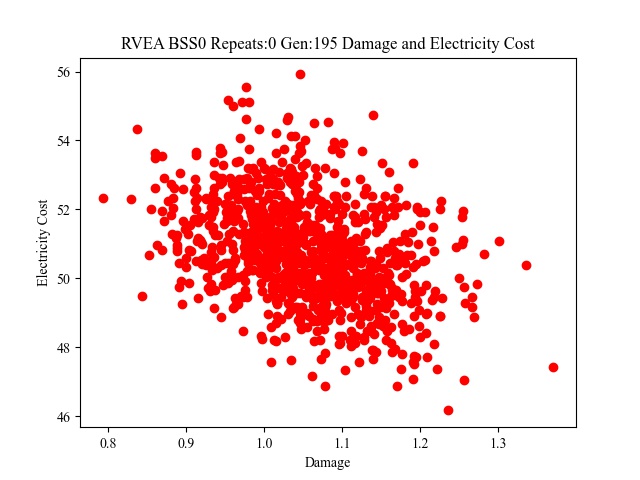 RVEA BSS0 Repeats:0 Gen:195 Damage and Electricity Cost
56
54
52
50
48
46
Electricity Cost
0.8 0.9 1.0 1.1 1.2 1.3
Damage